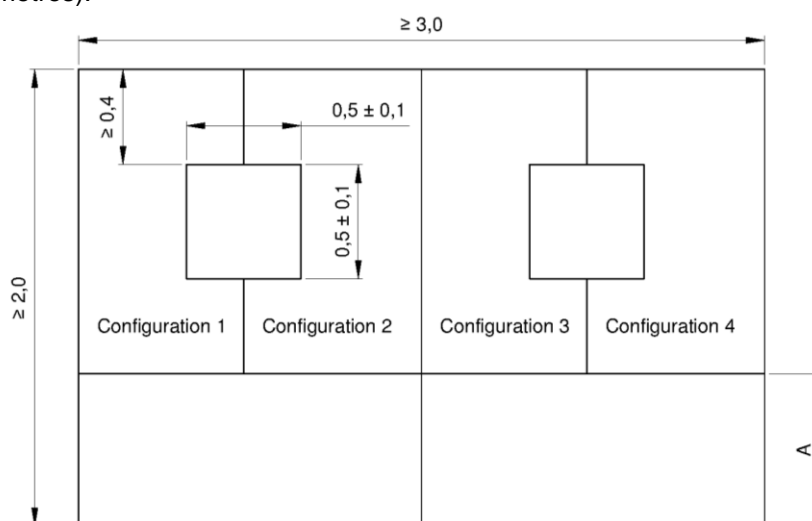 netres).
≥ 3,0
≥ 0,4
0,5 ± 0,1
0,5 ± 0,1
≥ 2,0
Configuration 1
Configuration 2
Configuration 3
Configuration 4
A